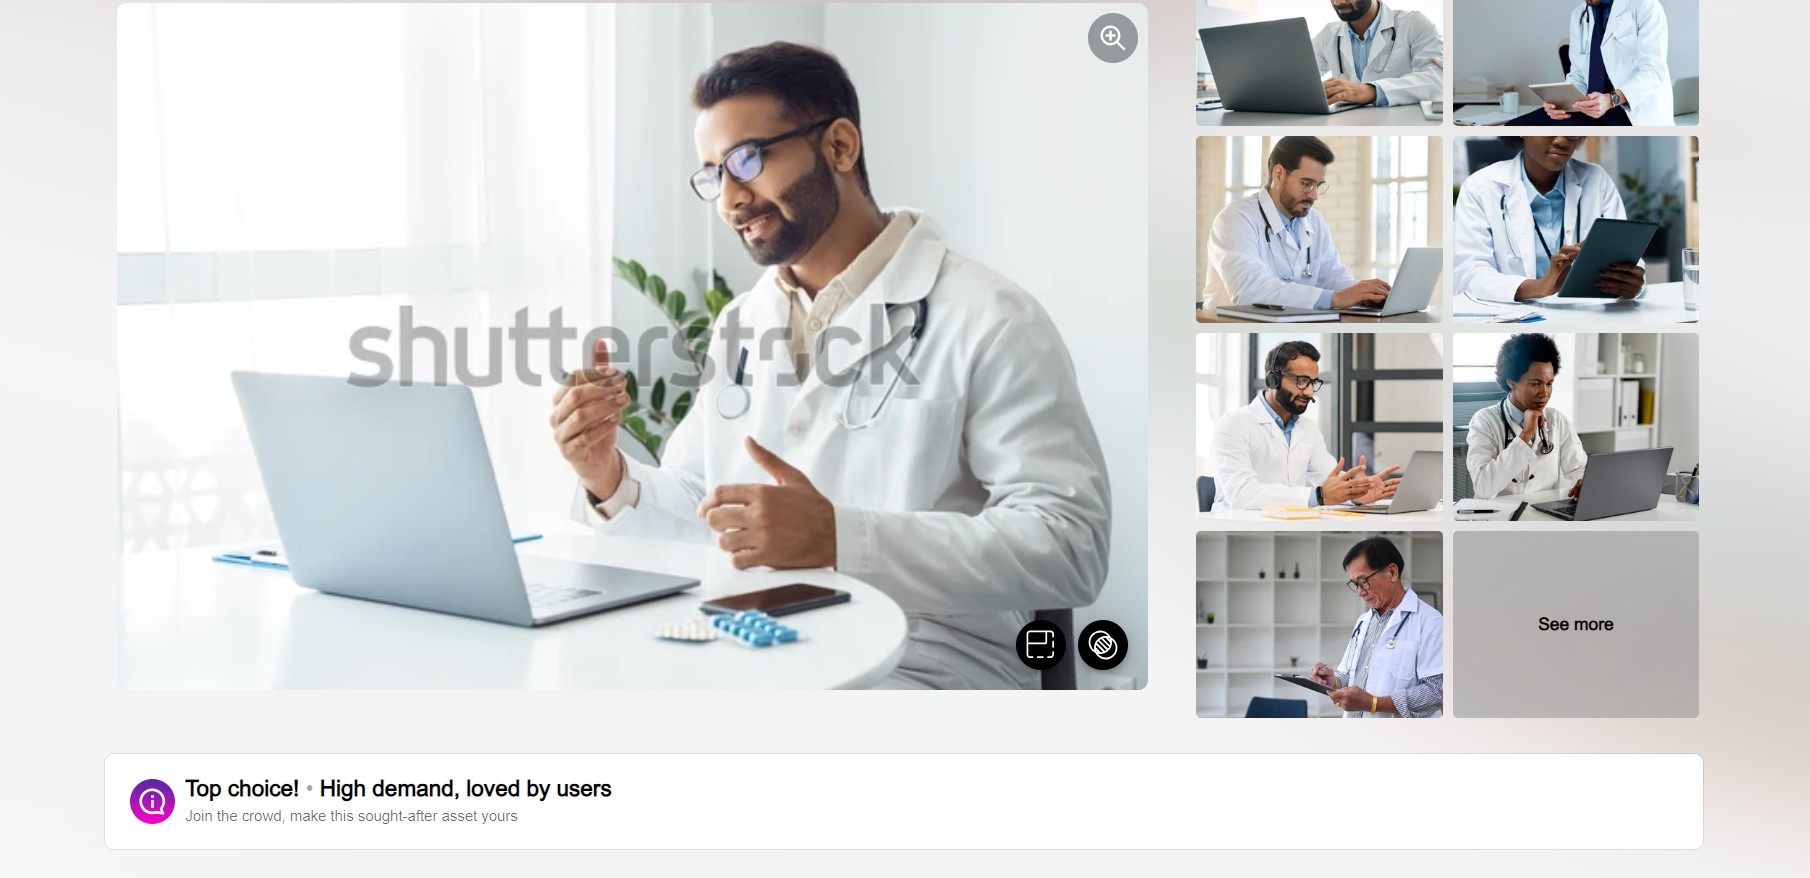 shutterstock
See more
Top choice! • High demand, loved by users
Join the crowd, make this sought-after asset yours